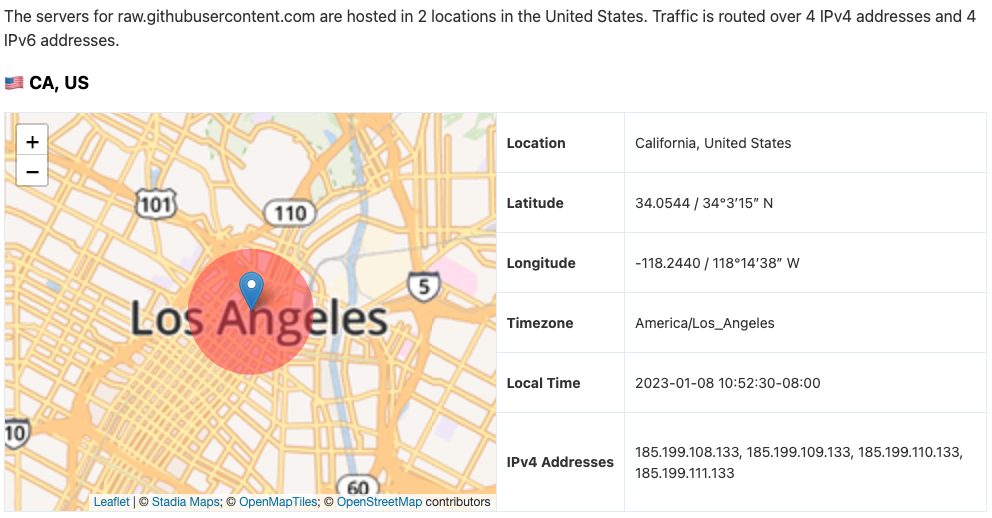 The servers for raw.githubusercontent.com are hosted in 2 locations in the United States. Traffic is routed over 4 IPv4 addresses and 4
IPv6 addresses.
CA, US
+
−
101
110
5
Los Angeles
10
60
Leaflet | © Stadia Maps; © OpenMapTiles; © OpenStreetMap contributors
Location California, United States
Latitude 34.0544 / 34°3′15″ N
Longitude -118.2440 / 118°14′38″ W
Timezone America/Los_Angeles
Local Time 2023-01-08 10:52:30-08:00
IPv4 Addresses 185.199.108.133, 185.199.109.133, 185.199.110.133,
185.199.111.133